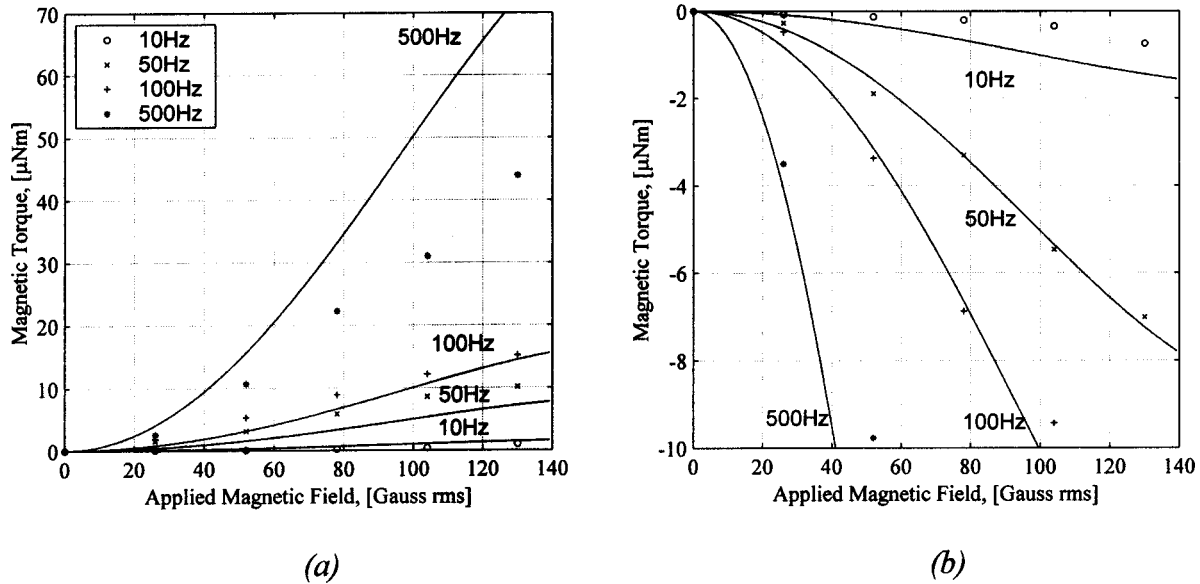 70
60
50
40
30
20
10
0
Magnetic Torque, [μNm]
10Hz
50Hz
100Hz
500Hz
500Hz
100Hz
50Hz
10Hz
0 20 40 60 80 100 120 140
Applied Magnetic Field, [Gauss rms]
(a)
0
-2
-4
-6
-8
-10
Magnetic Torque, [μNm]
10Hz
50Hz
500Hz
100Hz
0 20 40 60 80 100 120 140
Applied Magnetic Field, [Gauss rms]
(b)